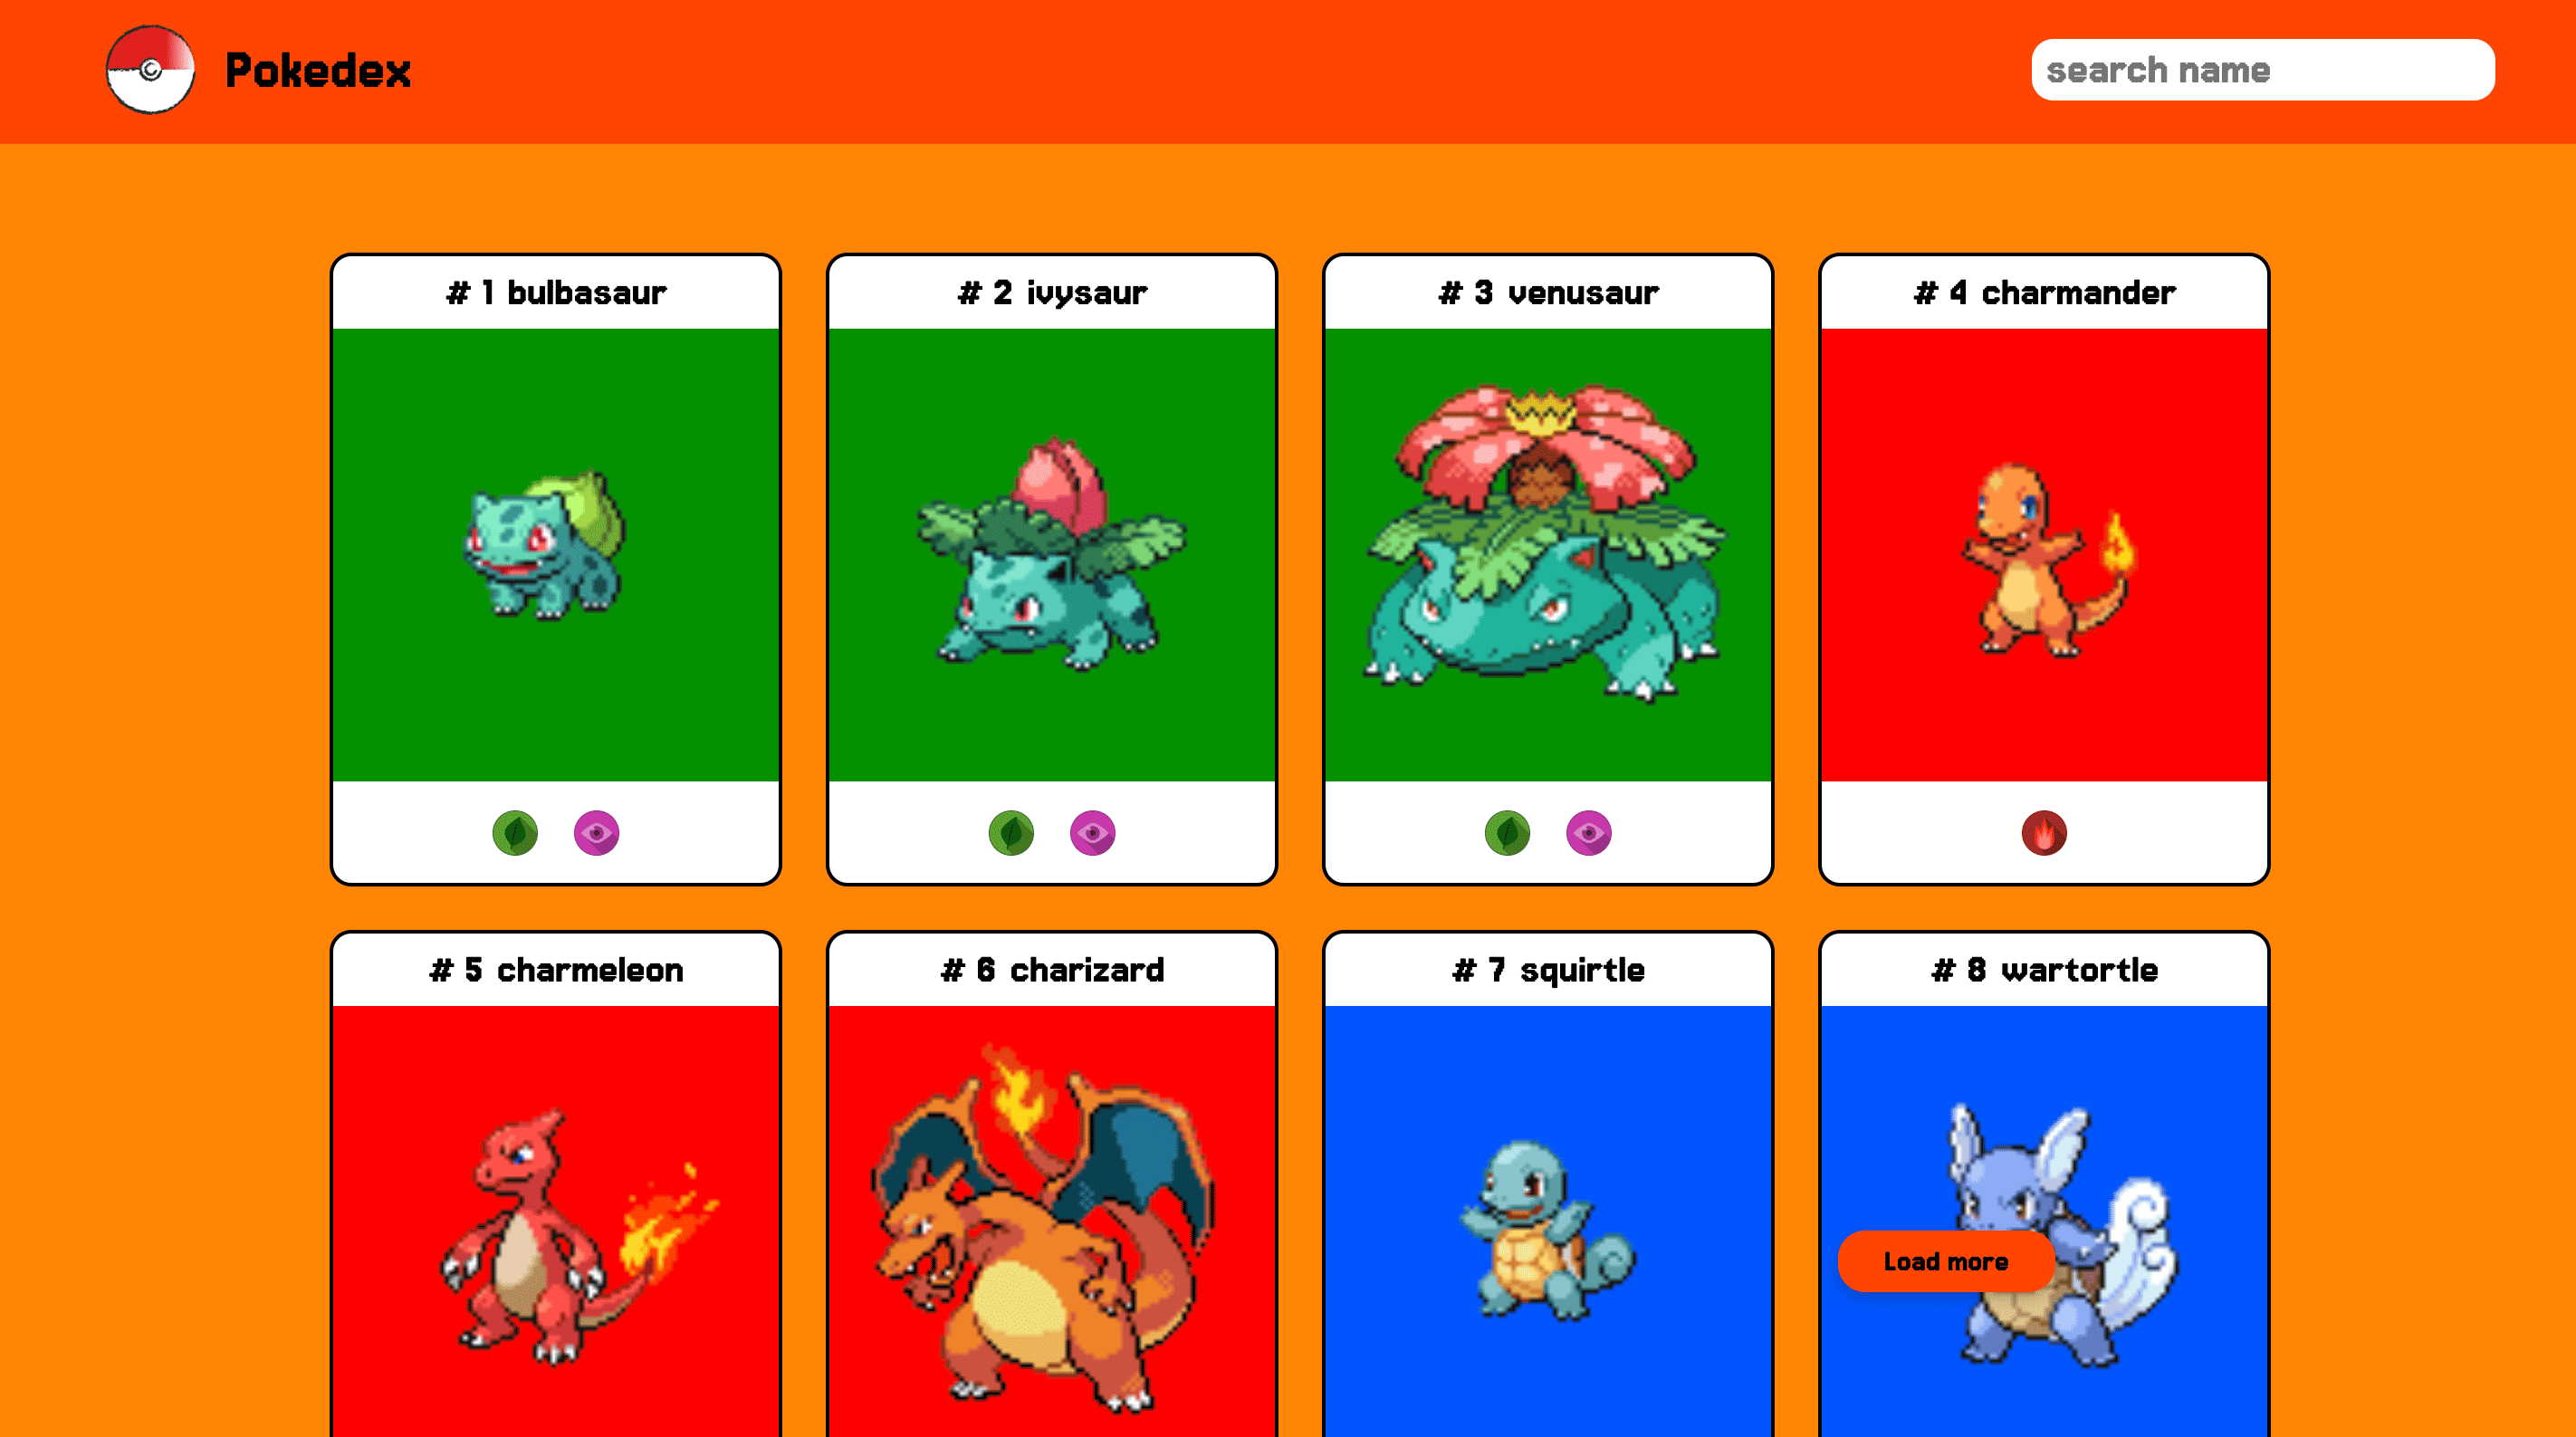 Pokedex
search name
# 1 bulbasaur
# 2 ivysaur
# 3 venusaur
# 4 charmander
# 5 charmeleon
# 6 charizard
# 7 squirtle
# 8 wartortle
Load more